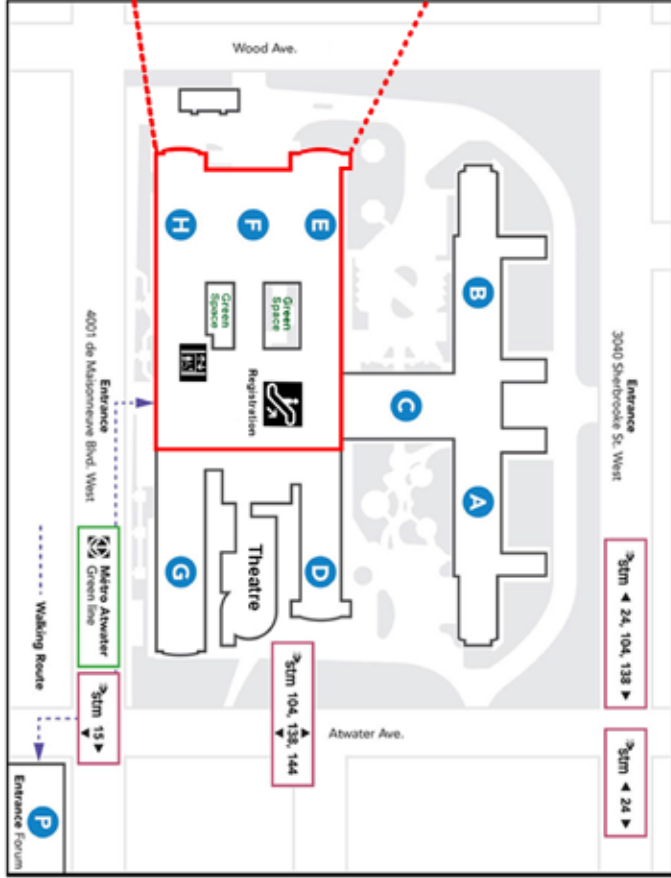 Wood Ave.
H
F
E
B
Green
Space
Green
Space
Registration
C
A
G
Theatre
D
Entrance
4001 de Maisonneuve Blvd. West
Entrance
3040 Sherbrooke St. West
stm ◄ 24, 104, 138 ►
stm ◄ 24 ►
stm 104, 138, 144
Atwater Ave.
Métro Atwater
Green line
stm 15
Walking Route
P
Entrance Forum